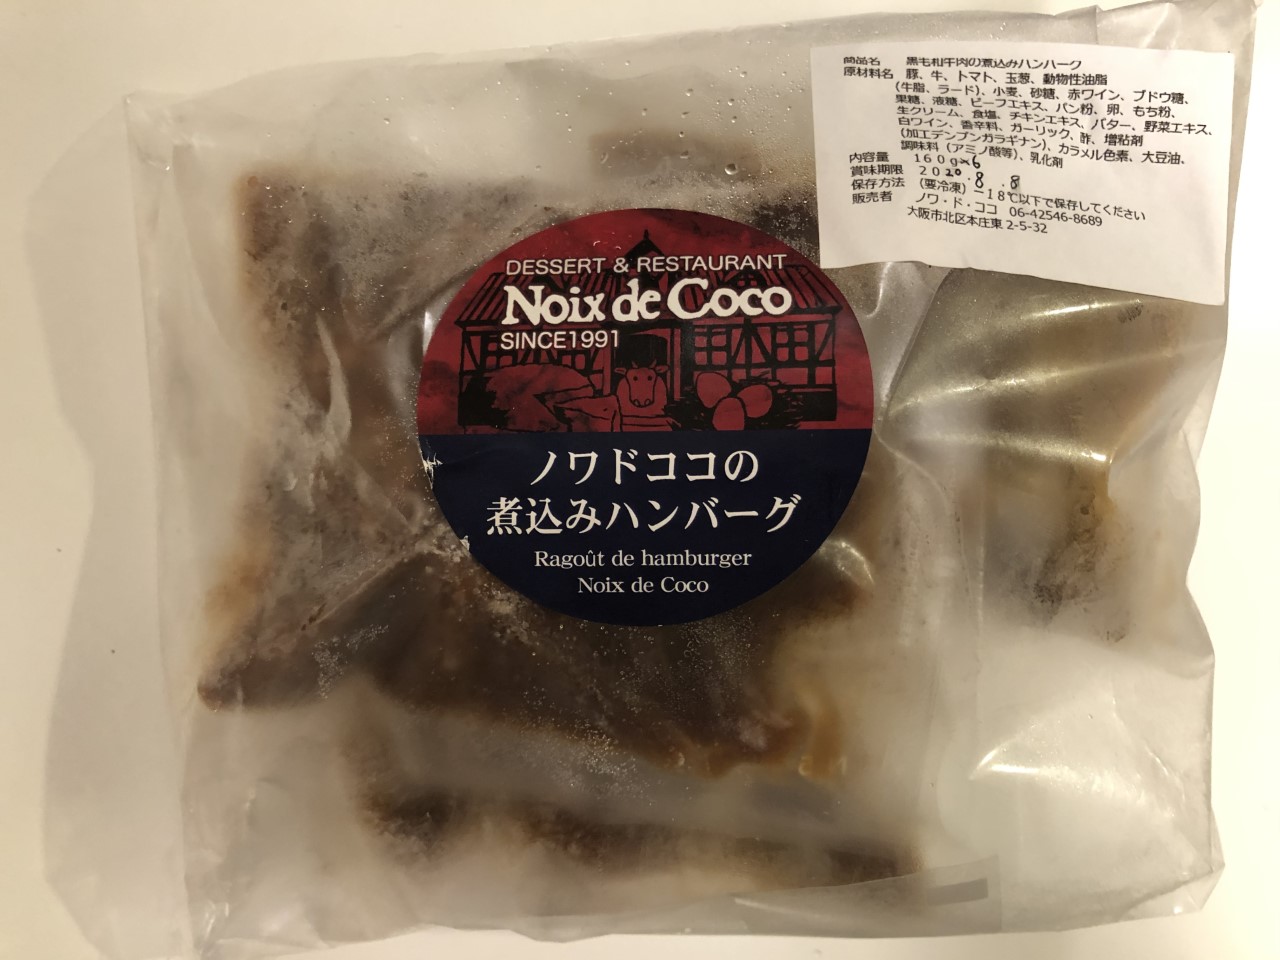 商品名 黒毛和牛肉の煮込みハンバーグ
原材料名 豚、牛、トマト、玉葱、動物性油脂
(牛脂、ラード)、小麦、砂糖、赤ワイン、ブドウ糖、
果糖、液糖、ビーフエキス、パン粉、卵、もち粉、
生クリーム、食塩、チキンエキス、バター、野菜エキス、
白ワイン、香辛料、ガーリック、酢、増粘剤
(加工デンプンガラギナン)、カラメル色素、大豆油、
調味料(アミノ酸等)、乳化剤
内容量 160g×6
賞味期限 2020.8.8
保存方法 (要冷凍)-18℃以下で保存してください
販売者 ノワ・ド・ココ 06-42546-8689
大阪市北区本庄東 2-5-32
DESSERT & RESTAURANT
Noix de Coco
SINCE1991
ノワドココの
煮込みハンバーグ
Ragoût de hamburger
Noix de Coco